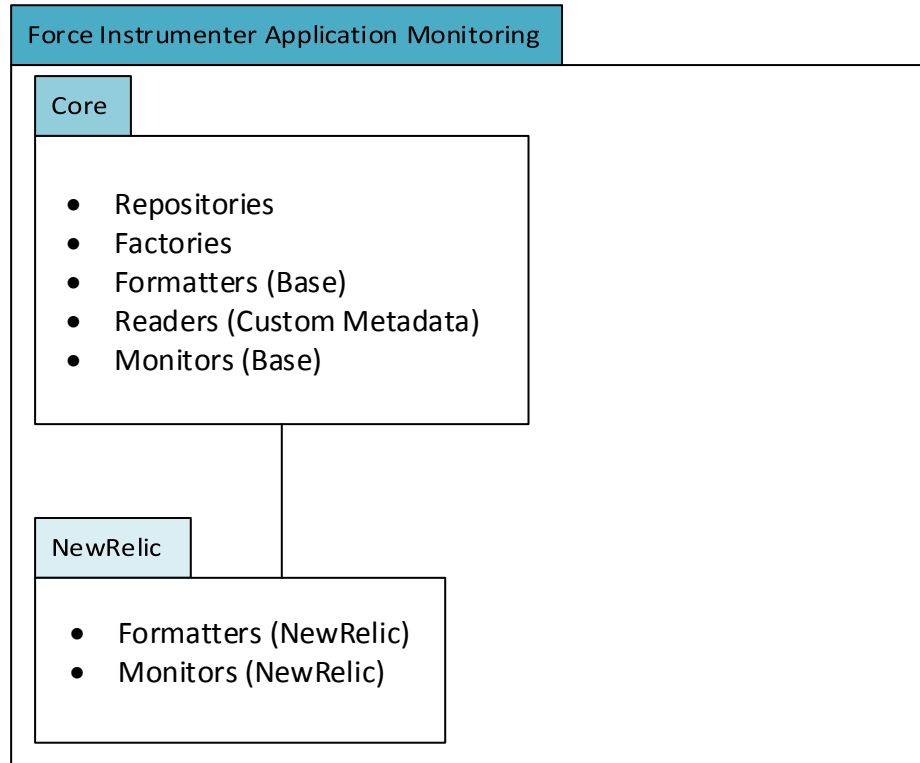 Force Instrumenter Application Monitoring
Core
• Repositories
• Factories
• Formatters (Base)
• Readers (Custom Metadata)
• Monitors (Base)
NewRelic
• Formatters (NewRelic)
• Monitors (NewRelic)